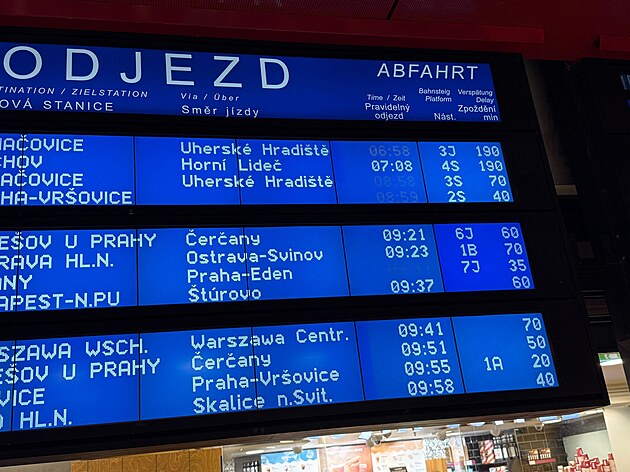 ODJEZD ABFAHRT
TINATION / ZIELSTATION Via / Über Time / Zeit Bahnsteig Platform Verspätung Delay
OVÁ STANICE Směr jízdy Pravidelný odjezd Nást. Zpoždění min
AČOVICE Uherské Hradiště 06:58 3J 190
CHOV Horní Lideč 07:08 4S 190
AČOVICE Uherské Hradiště 08:58 3S 70
HA-VRŠOVICE 08:59 2S 40
EŠOV U PRAHY Čerčany 09:21 6J 60
RAVA HL.N. Ostrava-Svinov 09:23 1B 70
ANY Praha-Eden 7J 35
APEST-N.PU Štúrovo 09:37 60
SZAWA WSCH. Warszawa Centr. 09:41 70
EŠOV U PRAHY Čerčany 09:51 50
VICE Praha-Vršovice 09:55 1A 20
O HL.N. Skalice n.Svit. 09:58 40